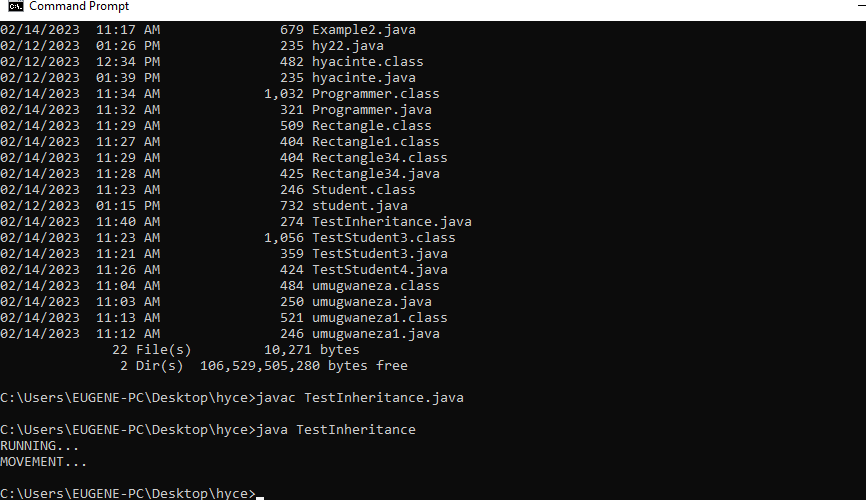 Command Prompt
02/14/2023  11:17 AM               679 Example2.java
02/12/2023  01:26 PM               235 hy22.java
02/12/2023  12:34 PM               482 hyacinte.class
02/12/2023  01:39 PM               235 hyacinte.java
02/14/2023  11:34 AM             1,032 Programmer.class
02/14/2023  11:32 AM               321 Programmer.java
02/14/2023  11:29 AM               509 Rectangle.class
02/14/2023  11:27 AM               404 Rectangle1.class
02/14/2023  11:29 AM               404 Rectangle34.class
02/14/2023  11:28 AM               425 Rectangle34.java
02/14/2023  11:23 AM               246 Student.class
02/12/2023  01:15 PM               732 student.java
02/14/2023  11:40 AM               274 TestInheritance.java
02/14/2023  11:23 AM             1,056 TestStudent3.class
02/14/2023  11:21 AM               359 TestStudent3.java
02/14/2023  11:26 AM               424 TestStudent4.java
02/14/2023  11:04 AM               484 umugwaneza.class
02/14/2023  11:03 AM               250 umugwaneza.java
02/14/2023  11:13 AM               521 umugwaneza1.class
02/14/2023  11:12 AM               246 umugwaneza1.java
22 File(s)         10,271 bytes
2 Dir(s)  106,529,505,280 bytes free
C:\Users\EUGENE-PC\Desktop\hyce>javac TestInheritance.java
C:\Users\EUGENE-PC\Desktop\hyce>java TestInheritance
RUNNING...
MOVEMENT...
C:\Users\EUGENE-PC\Desktop\hyce>